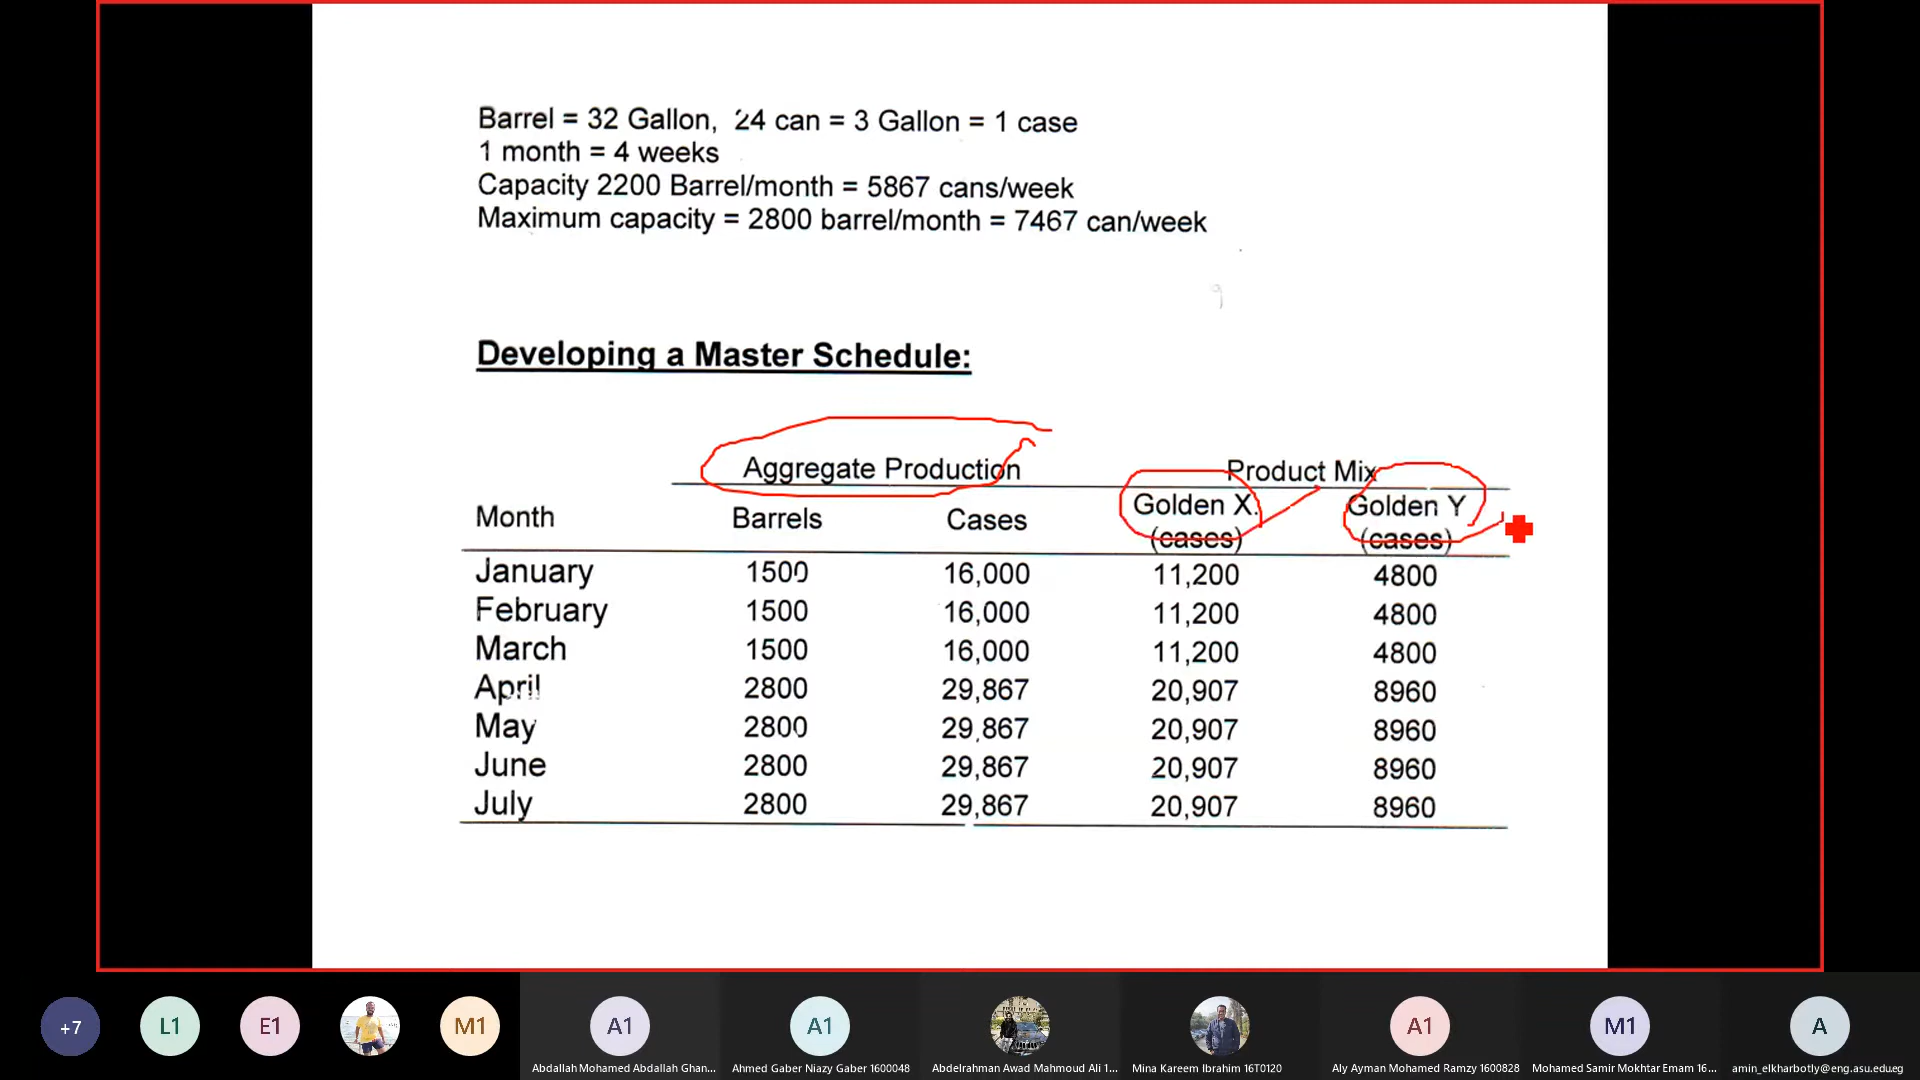 Barrel = 32 Gallon, 24 can = 3 Gallon = 1 case
1 month = 4 weeks
Capacity 2200 Barrel/month = 5867 cans/week
Maximum capacity = 2800 barrel/month = 7467 can/week
Developing a Master Schedule:
Aggregate Production Product Mix
Month Barrels Cases Golden X. (cases) Golden Y (cases)
January 1500 16,000 11,200 4800
February 1500 16,000 11,200 4800
March 1500 16,000 11,200 4800
April 2800 29,867 20,907 8960
May 2800 29,867 20,907 8960
June 2800 29,867 20,907 8960
July 2800 29,867 20,907 8960
+7 L1 E1 M1 A1 A1 A1 M1 A
Abdallah Mohamed Abdallah Ghan... Ahmed Gaber Niazy Gaber 1600048 Abdelrahman Awad Mahmoud Ali 1... Mina Kareem Ibrahim 16T0120 Aly Ayman Mohamed Ramzy 1600828 Mohamed Samir Mokhtar Emam 16... amin_elkharbotly@eng.asu.edu.eg